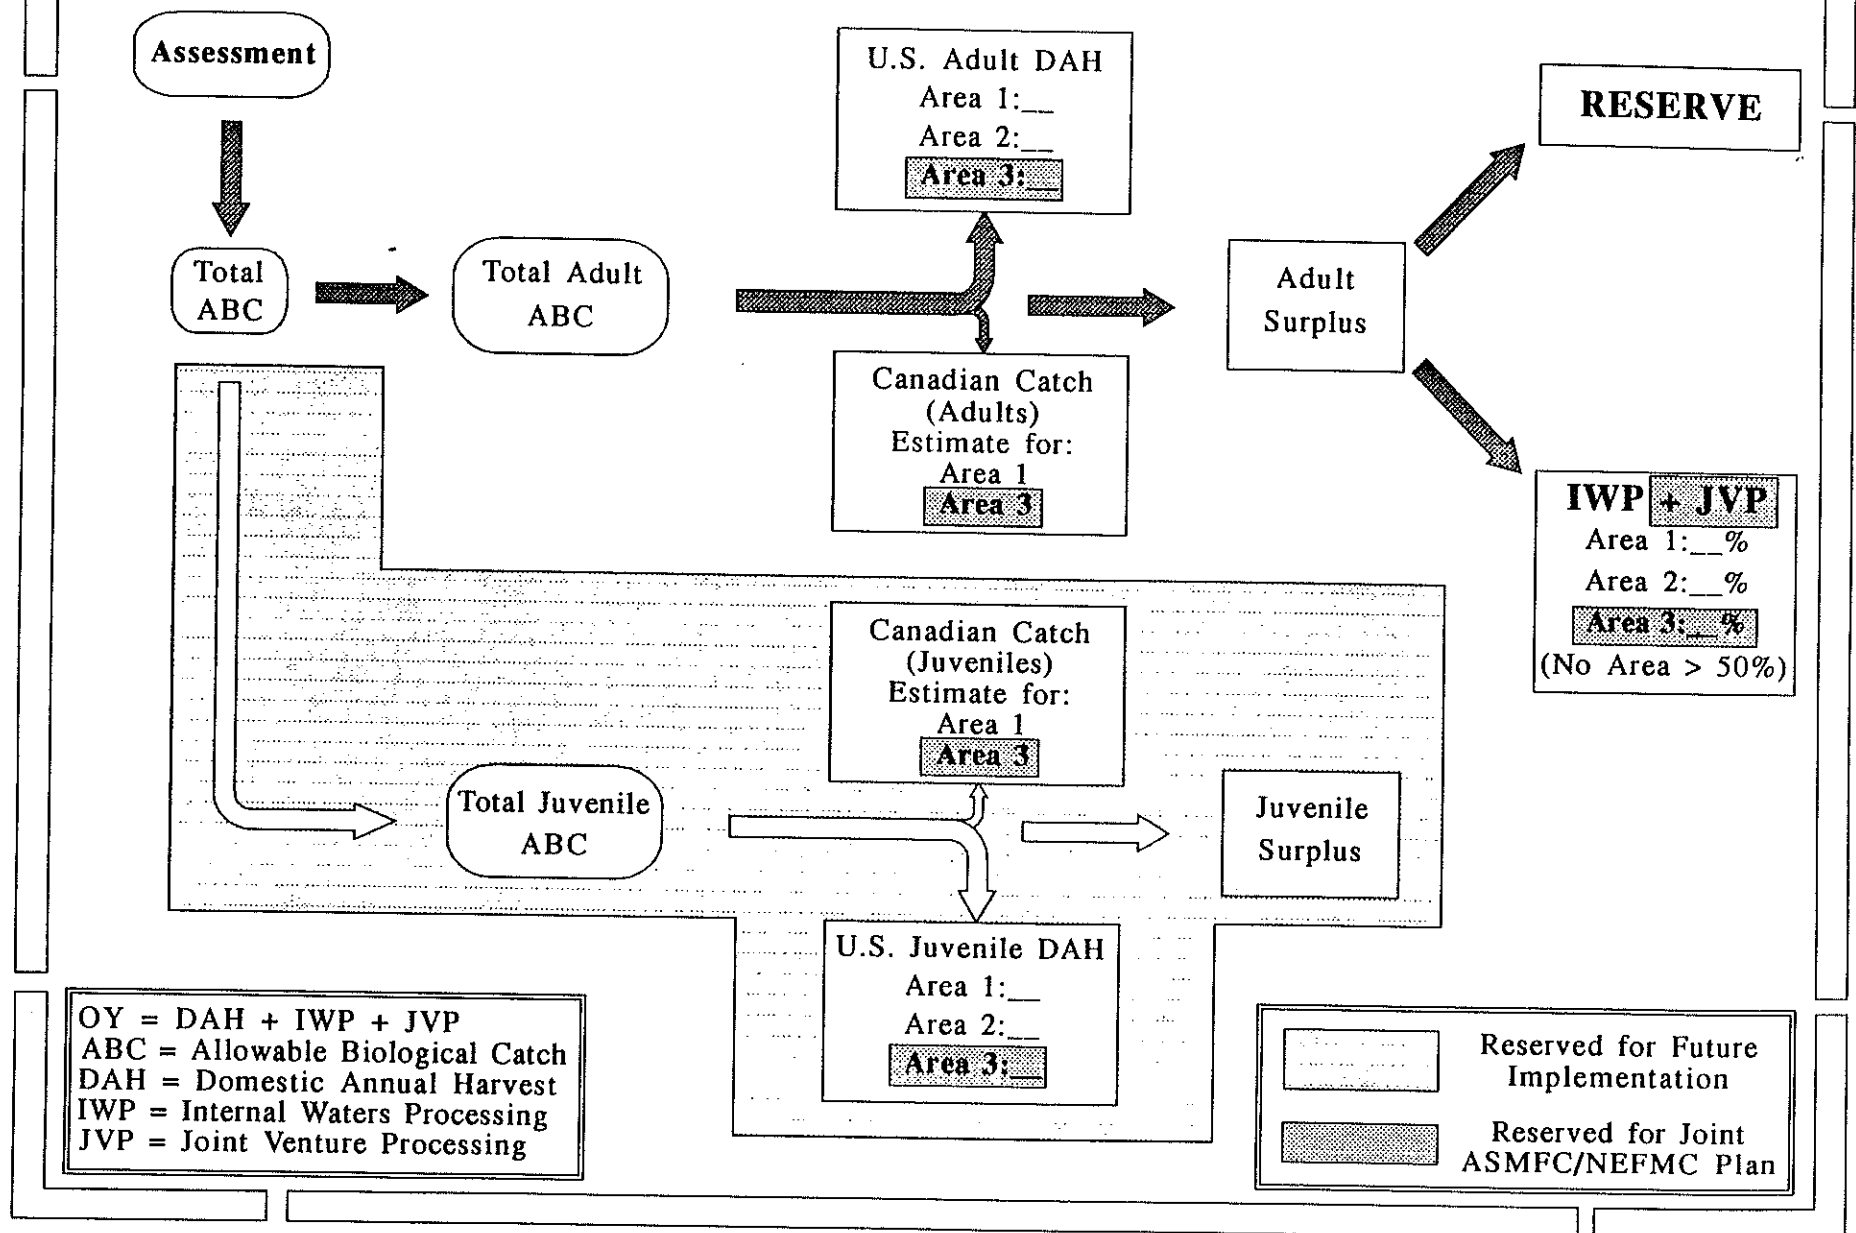 Assessment
Total
ABC
Total Adult
ABC
U.S. Adult DAH
Area 1:__
Area 2:__
Area 3:__
Canadian Catch
(Adults)
Estimate for:
Area 1
Area 3
Adult
Surplus
RESERVE
IWP + JVP
Area 1:__%
Area 2:__%
Area 3:__%
(No Area > 50%)
Canadian Catch
(Juveniles)
Estimate for:
Area 1
Area 3
Total Juvenile
ABC
Juvenile
Surplus
U.S. Juvenile DAH
Area 1:__
Area 2:__
Area 3:__
OY = DAH + IWP + JVP
ABC = Allowable Biological Catch
DAH = Domestic Annual Harvest
IWP = Internal Waters Processing
JVP = Joint Venture Processing
Reserved for Future
Implementation
Reserved for Joint
ASMFC/NEFMC Plan